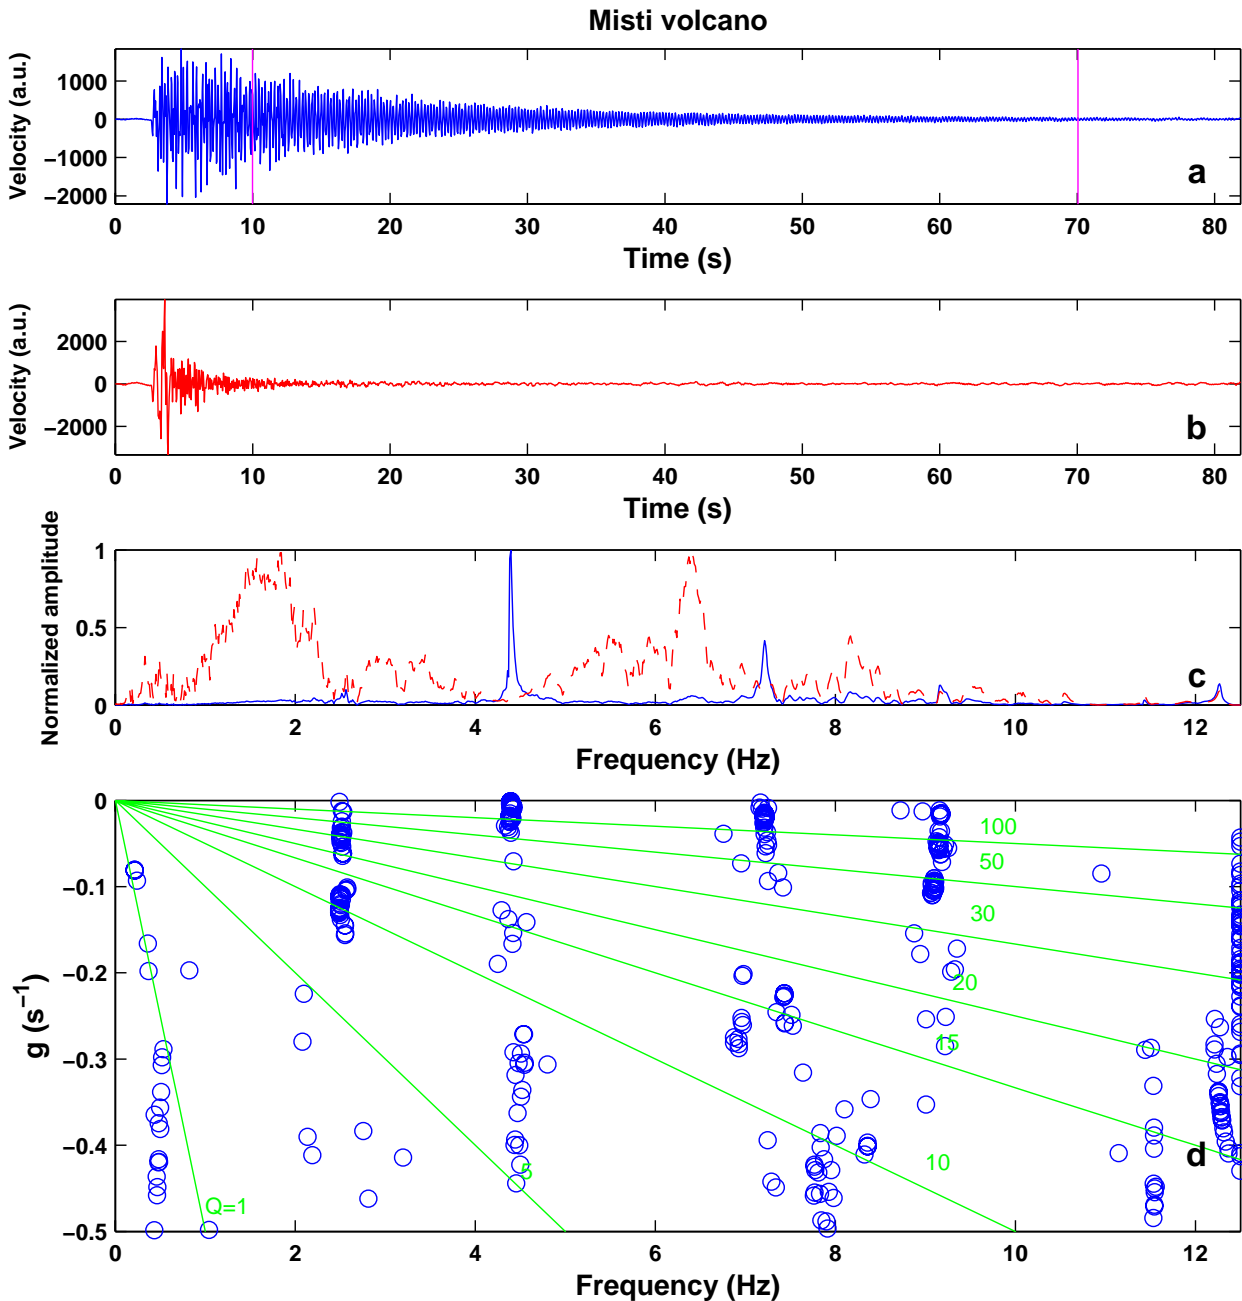 Misti volcano
Velocity (a.u.)
1000
0
−1000
−2000
a
0 10 20 30 40 50 60 70 80
Time (s)
Velocity (a.u.)
2000
0
−2000
b
0 10 20 30 40 50 60 70 80
Time (s)
Normalized amplitude
1
0.5
0
c
0 2 4 6 8 10 12
Frequency (Hz)
g (s−1)
0
−0.1
−0.2
−0.3
−0.4
−0.5
100
50
30
20
15
10
5
Q=1
d
0 2 4 6 8 10 12
Frequency (Hz)